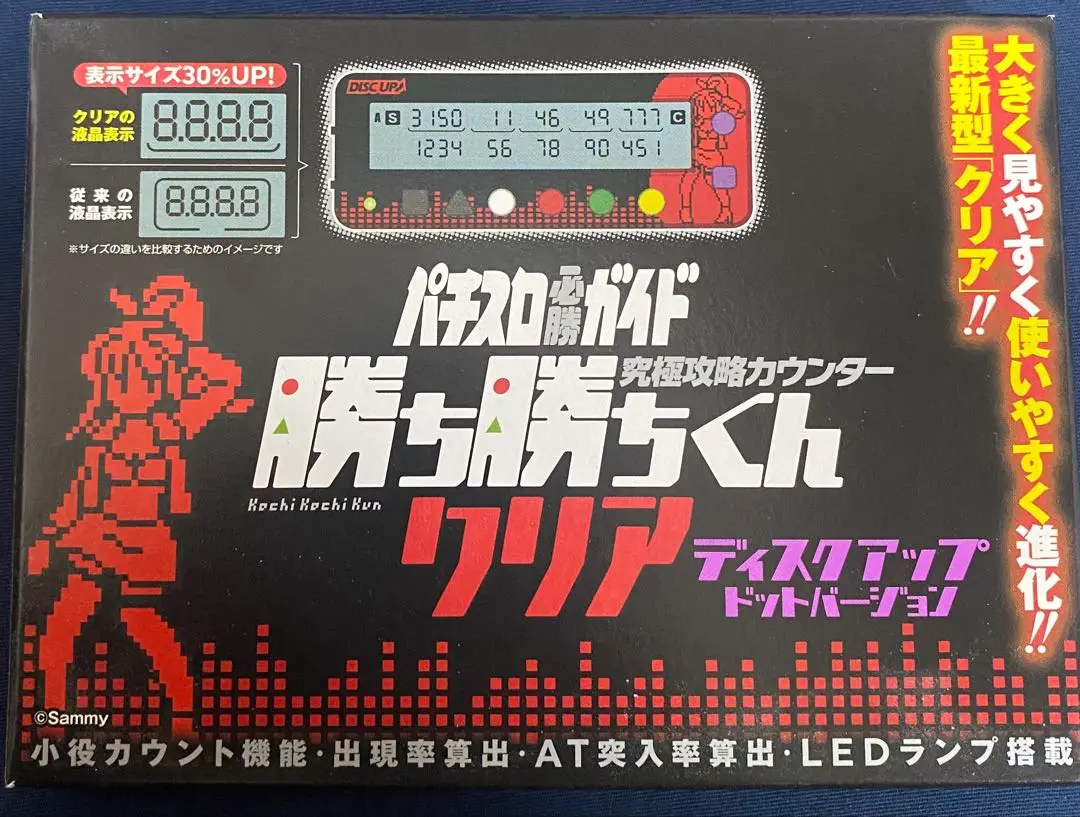 表示サイズ30%UP!
クリアの
液晶表示
8.8.8.8
従来の
液晶表示
8.8.8.8
※サイズの違いを比較するためのイメージです
DISC UP
A S 3150 11 46 49 777 C
1234 56 78 90 451
大きく見やすく使いやすく進化!!
最新型「クリア」!!
パチスロ必勝ガイド
究極攻略カウンター
勝ち勝ちくん
Kachi Kachi Kun
クリア
ディスクアップ
ドットバージョン
©Sammy
小役カウント機能・出現率算出・AT突入率算出・LEDランプ搭載